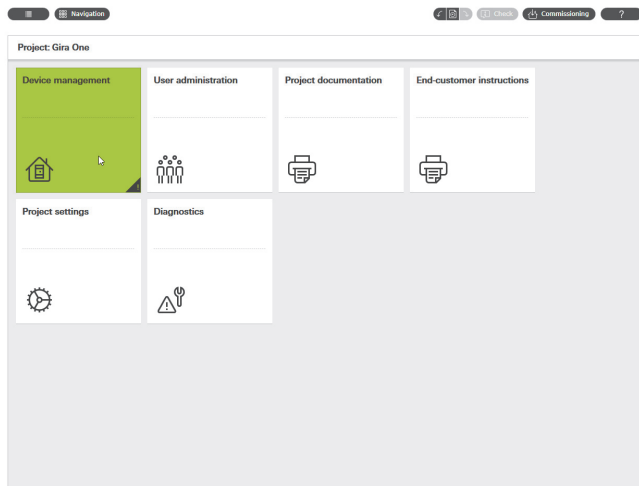 Navigation
Check
Commissioning
?
Project: Gira One
Device management
User administration
Project documentation
End-customer instructions
Project settings
Diagnostics